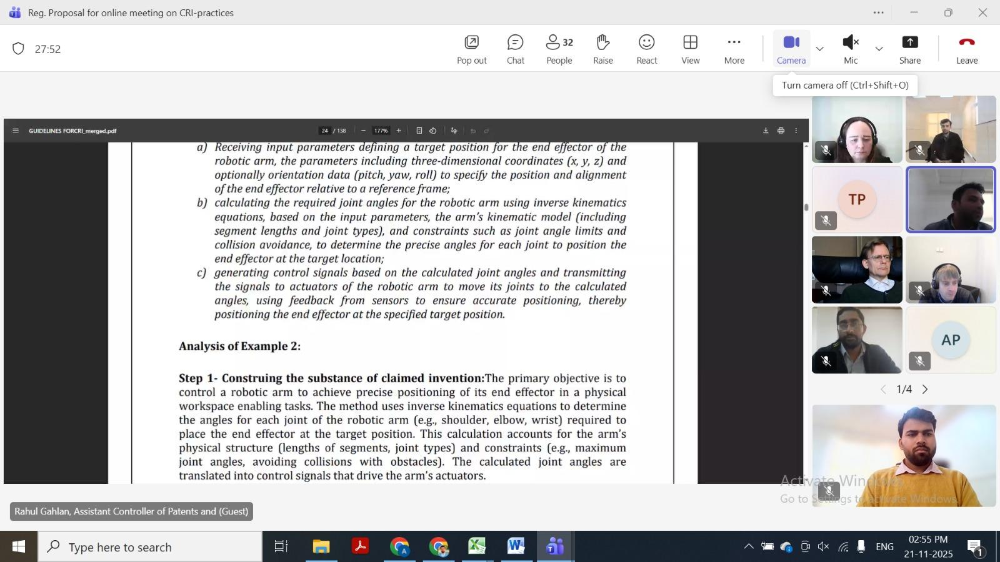 Reg. Proposal for online meeting on CRI-practices
27:52
Pop out
Chat
32
People
Raise
React
View
More
Camera
Mic
Share
Leave
Turn camera off (Ctrl+Shift+O)
GUIDELINES FORCRI_merged.pdf
24 / 138
177%
a) Receiving input parameters defining a target position for the end effector of the
robotic arm, the parameters including three-dimensional coordinates (x, y, z) and
optionally orientation data (pitch, yaw, roll) to specify the position and alignment
of the end effector relative to a reference frame;
b) calculating the required joint angles for the robotic arm using inverse kinematics
equations, based on the input parameters, the arm's kinematic model (including
segment lengths and joint types), and constraints such as joint angle limits and
collision avoidance, to determine the precise angles for each joint to position the
end effector at the target location;
c) generating control signals based on the calculated joint angles and transmitting
the signals to actuators of the robotic arm to move its joints to the calculated
angles, using feedback from sensors to ensure accurate positioning, thereby
positioning the end effector at the specified target position.
Analysis of Example 2:
Step 1- Construing the substance of claimed invention:The primary objective is to
control a robotic arm to achieve precise positioning of its end effector in a physical
workspace enabling tasks. The method uses inverse kinematics equations to determine
the angles for each joint of the robotic arm (e.g., shoulder, elbow, wrist) required to
place the end effector at the target position. This calculation accounts for the arm's
physical structure (lengths of segments, joint types) and constraints (e.g., maximum
joint angles, avoiding collisions with obstacles). The calculated joint angles are
translated into control signals that drive the arm's actuators.
TP
AP
1/4
Activate Windows
Go to Settings to activate Windows.
Rahul Gahlan, Assistant Controller of Patents and (Guest)
Type here to search
ENG
02:55 PM
21-11-2025
1